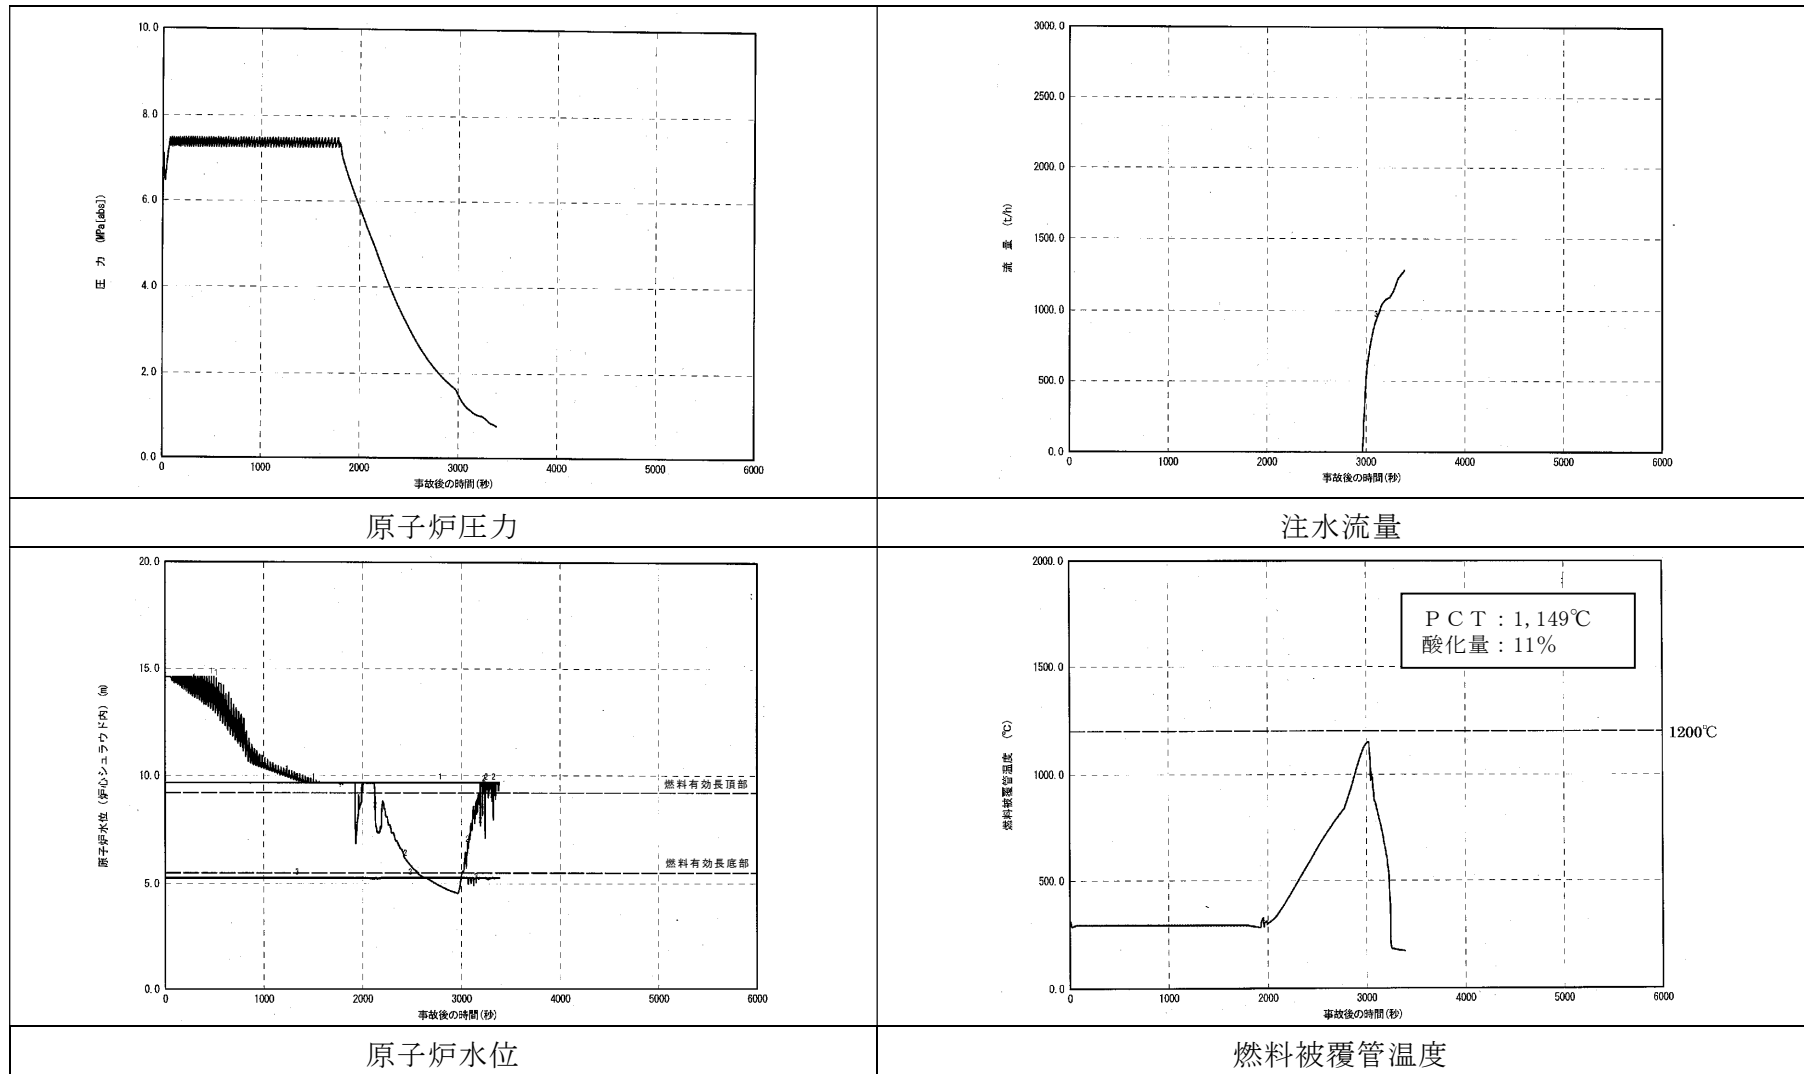 10.0
8.0
6.0
4.0
2.0
0.0
圧 力 (MPa[abs])
0 1000 2000 3000 4000 5000 6000
事故後の時間(秒)
原子炉圧力
3000.0
2500.0
2000.0
1500.0
1000.0
500.0
0.0
流 量 (t/h)
3
0 1000 2000 3000 4000 5000 6000
事故後の時間(秒)
注水流量
20.0
15.0
10.0
5.0
0.0
原子炉水位 (炉心シュラウド内) (m)
1
2 2
燃料有効長頂部
2
燃料有効長底部
3
0 1000 2000 3000 4000 5000 6000
事故後の時間(秒)
原子炉水位
2000.0
1500.0
1000.0
500.0
0.0
燃料被覆管温度 (℃)
PCT:1,149℃
酸化量:11%
1200℃
0 1000 2000 3000 4000 5000 6000
事故後の時間(秒)
燃料被覆管温度